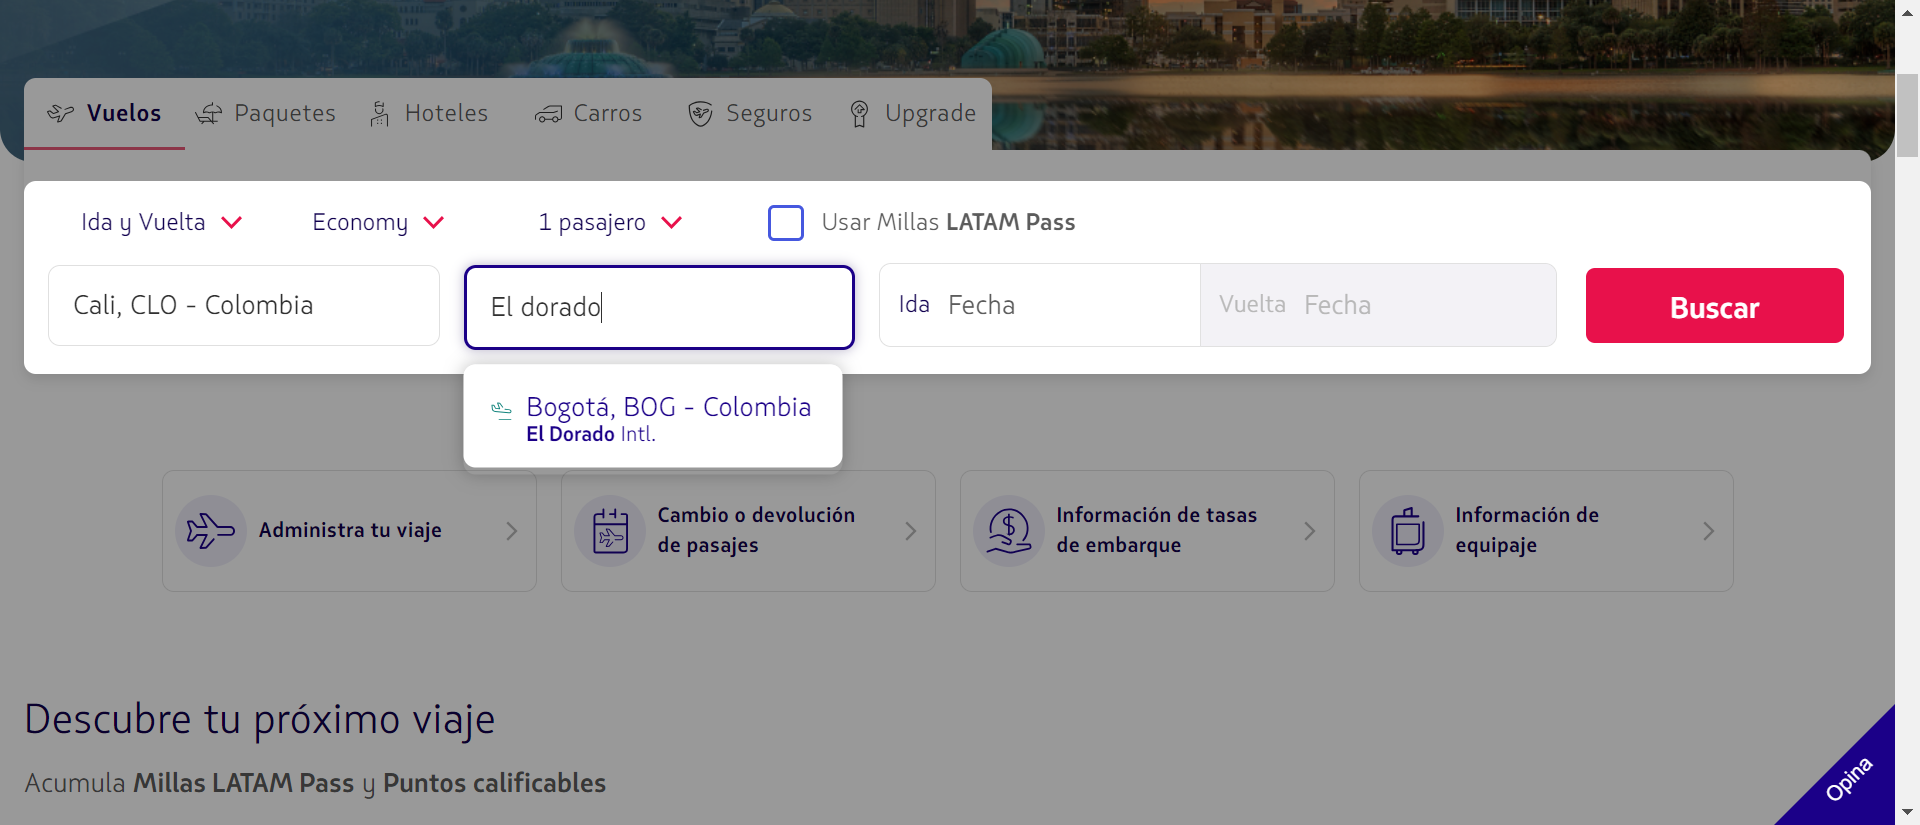 Vuelos Paquetes Hoteles Carros Seguros Upgrade
Ida y Vuelta Economy 1 pasajero Usar Millas LATAM Pass
Cali, CLO - Colombia El dorado Ida Fecha Vuelta Fecha Buscar
Bogotá, BOG - Colombia
El Dorado Intl.
Administra tu viaje
Cambio o devolución
de pasajes
Información de tasas
de embarque
Información de
equipaje
Descubre tu próximo viaje
Acumula Millas LATAM Pass y Puntos calificables
Opina